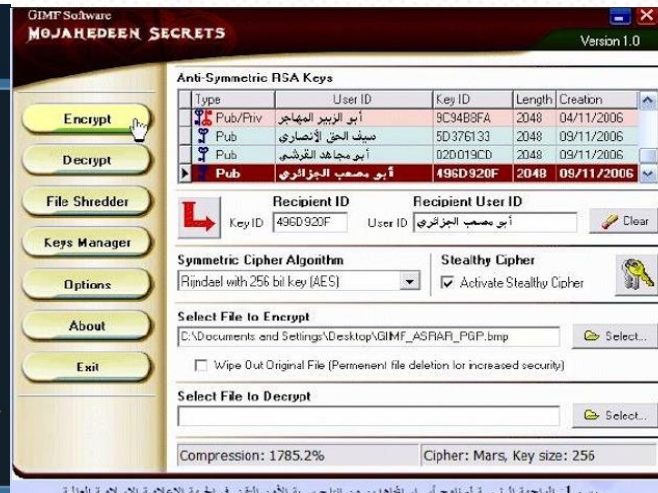 GIMF Software
MOJAHEDEEN SECRETS
Version 1.0
Encrypt
Decrypt
File Shredder
Keys Manager
Options
About
Exit
Anti-Symmetric RSA Keys
Type User ID Key ID Length Creation
Pub/Priv أبو الزبير المهاجر 9C94B8FA 2048 04/11/2006
Pub سيف الحق الأنصاري 5D376133 2048 09/11/2006
Pub أبو مجاهد القرشي 02D019CD 2048 09/11/2006
Pub أبو مصعب الجزائري 496D920F 2048 09/11/2006
Recipient ID Recipient User ID
Key ID 496D920F User ID أبو مصعب الجزائري Clear
Symmetric Cipher Algorithm Stealthy Cipher
Rijndael with 256 bit key (AES) Activate Stealthy Cipher
Select File to Encrypt
C:\Documents and Settings\Desktop\GIMF_ASRAR_PGP.bmp Select...
Wipe Out Original File (Permenent file deletion for increased security)
Select File to Decrypt
Select...
Compression: 1785.2% Cipher: Mars, Key size: 256